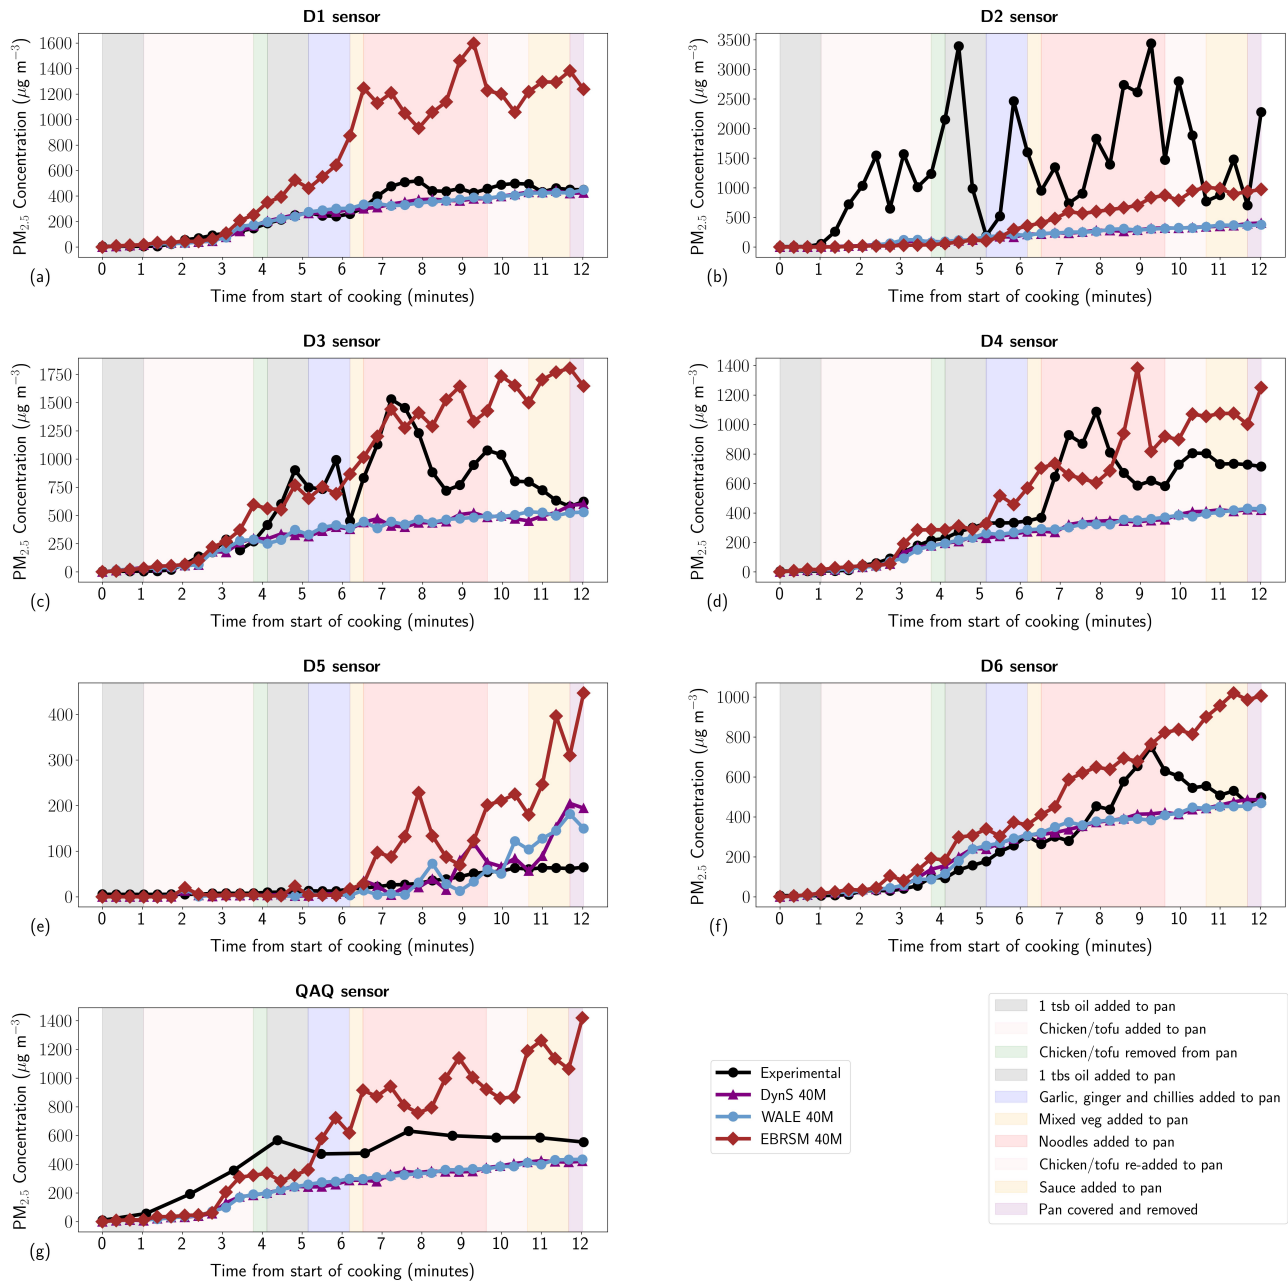 D1 sensor
PM2.5 Concentration (μg m−3)
0
200
400
600
800
1000
1200
1400
1600
0 1 2 3 4 5 6 7 8 9 10 11 12
(a)
Time from start of cooking (minutes)
D2 sensor
PM2.5 Concentration (μg m−3)
0
500
1000
1500
2000
2500
3000
3500
0 1 2 3 4 5 6 7 8 9 10 11 12
(b)
Time from start of cooking (minutes)
D3 sensor
PM2.5 Concentration (μg m−3)
0
250
500
750
1000
1250
1500
1750
0 1 2 3 4 5 6 7 8 9 10 11 12
(c)
Time from start of cooking (minutes)
D4 sensor
PM2.5 Concentration (μg m−3)
0
200
400
600
800
1000
1200
1400
0 1 2 3 4 5 6 7 8 9 10 11 12
(d)
Time from start of cooking (minutes)
D5 sensor
PM2.5 Concentration (μg m−3)
0
100
200
300
400
0 1 2 3 4 5 6 7 8 9 10 11 12
(e)
Time from start of cooking (minutes)
D6 sensor
PM2.5 Concentration (μg m−3)
0
200
400
600
800
1000
0 1 2 3 4 5 6 7 8 9 10 11 12
(f)
Time from start of cooking (minutes)
QAQ sensor
PM2.5 Concentration (μg m−3)
0
200
400
600
800
1000
1200
1400
0 1 2 3 4 5 6 7 8 9 10 11 12
(g)
Time from start of cooking (minutes)
Experimental
DynS 40M
WALE 40M
EBRSM 40M
1 tsb oil added to pan
Chicken/tofu added to pan
Chicken/tofu removed from pan
1 tbs oil added to pan
Garlic, ginger and chillies added to pan
Mixed veg added to pan
Noodles added to pan
Chicken/tofu re-added to pan
Sauce added to pan
Pan covered and removed